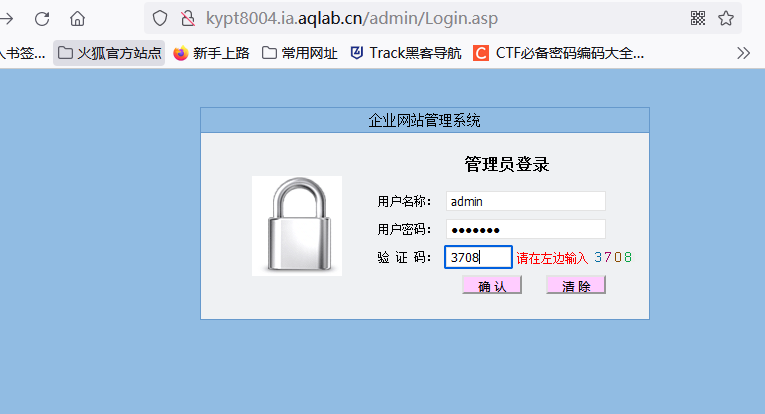 kypt8004.ia.aqlab.cn/admin/Login.asp
人书签... 火狐官方站点 新手上路 常用网址 Track黑客导航 CTF必备密码编码大全...
企业网站管理系统
管理员登录
用户名称： admin
用户密码： •••••••
验 证 码： 3708 请在左边输入 3708
确 认 清 除